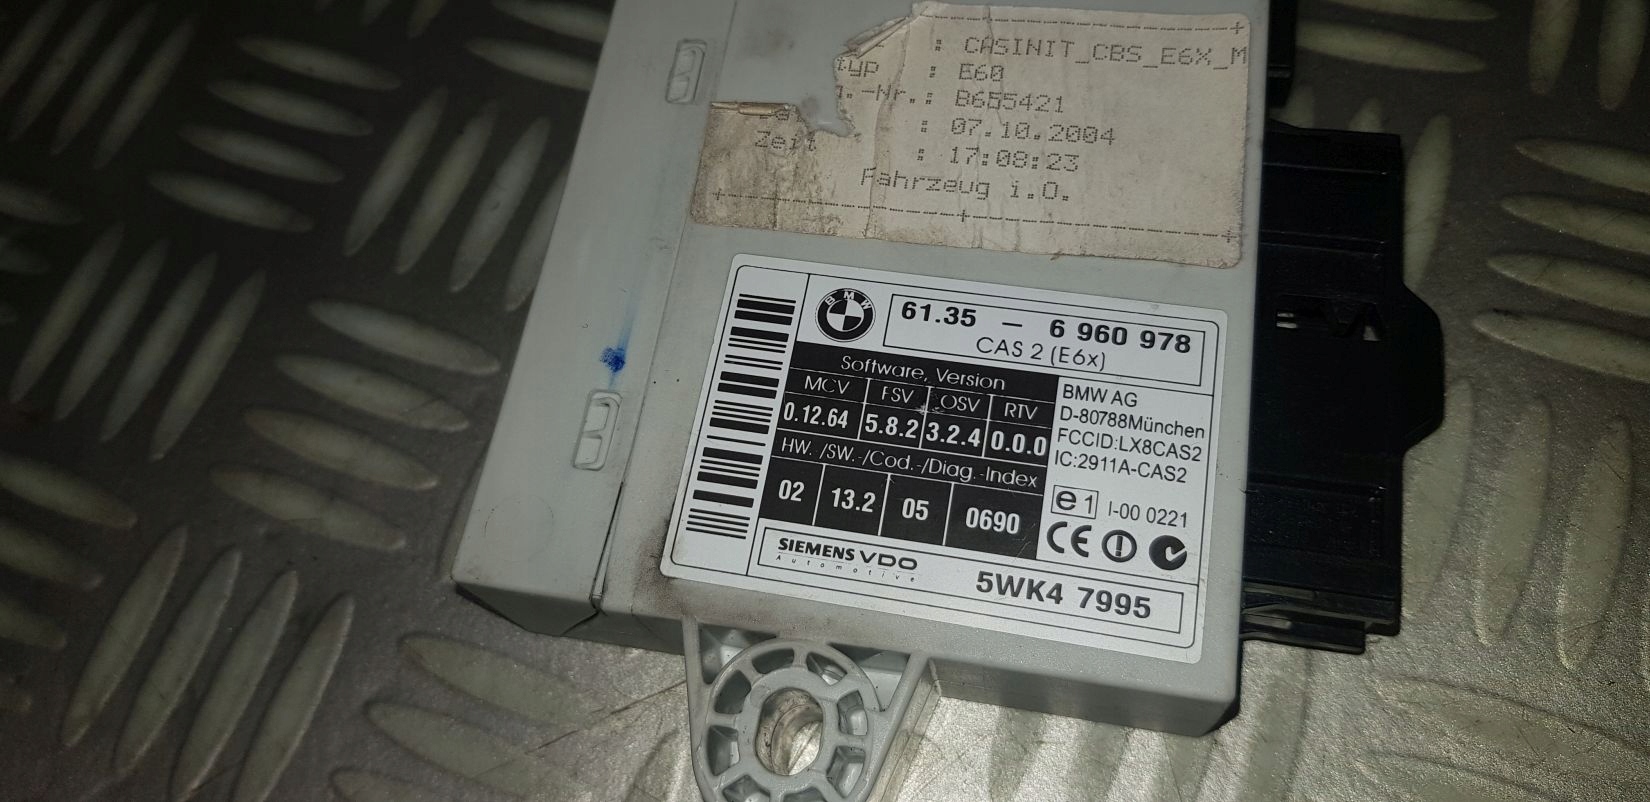 : CASINIT_CBS_E6X_M
typ : E60
.-Nr.: B655421
: 07.10.2004
Zeit : 17:08:23
Fahrzeug i.O.
BMW
61.35 - 6 960 978
CAS 2 (E6x)
Software, Version
MCV FSV OSV RTV
0.12.64 5.8.2 3.2.4 0.0.0
HW.-/SW.-/Cod.-/Diag.-Index
02 13.2 05 0690
BMW AG
D-80788München
FCCID:LX8CAS2
IC:2911A-CAS2
e1 I-00 0221
CE
SIEMENS VDO
Automotive
5WK4 7995